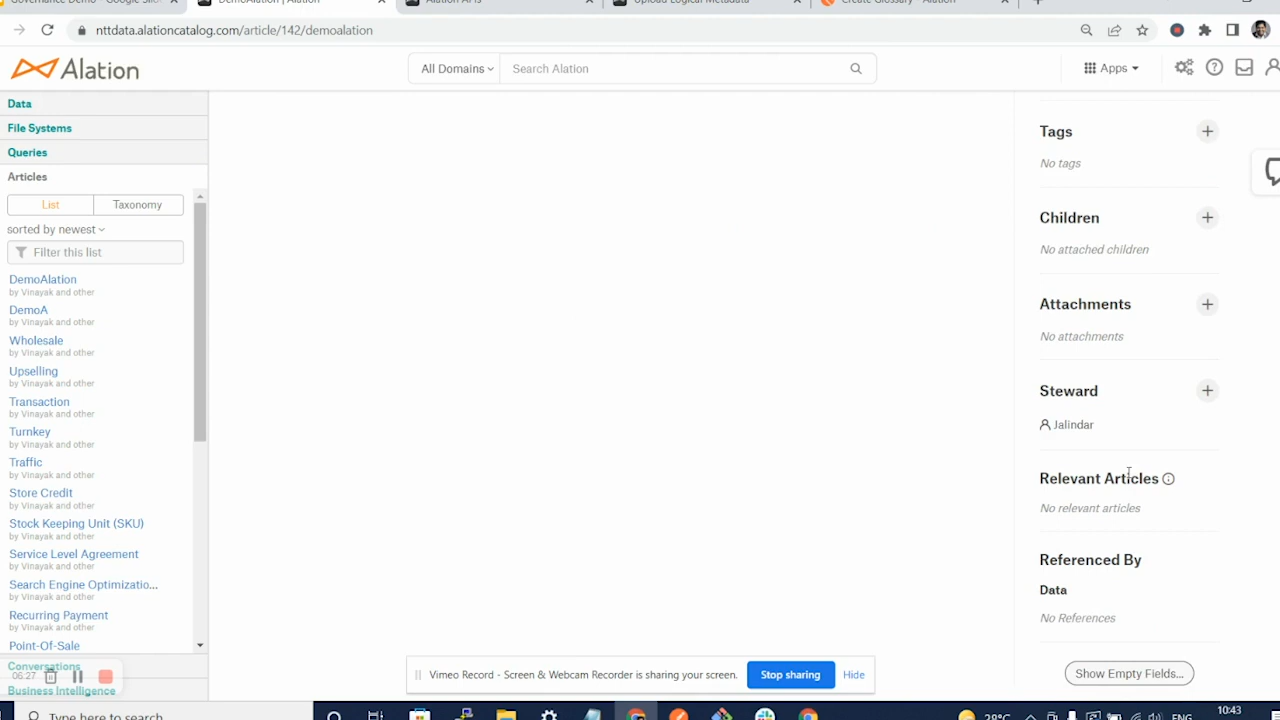 Governance Demo - Google Slid
DemoAlation | Alation
Alation APIs
Upload Logical Metadata
Create Glossary - Alation
nttdata.alationcatalog.com/article/142/demoalation
Alation
All Domains
Search Alation
Apps
Data
File Systems
Queries
Articles
List
Taxonomy
sorted by newest
Filter this list
DemoAlation
by Vinayak and other
DemoA
by Vinayak and other
Wholesale
by Vinayak and other
Upselling
by Vinayak and other
Transaction
by Vinayak and other
Turnkey
by Vinayak and other
Traffic
by Vinayak and other
Store Credit
by Vinayak and other
Stock Keeping Unit (SKU)
by Vinayak and other
Service Level Agreement
by Vinayak and other
Search Engine Optimizatio...
by Vinayak and other
Recurring Payment
by Vinayak and other
Point-Of-Sale
Conversations
06:27
Business Intelligence
Tags
No tags
Children
No attached children
Attachments
No attachments
Steward
Jalindar
Relevant Articles
No relevant articles
Referenced By
Data
No References
Show Empty Fields...
Vimeo Record - Screen & Webcam Recorder is sharing your screen.
Stop sharing
Hide
Type here to search
28°C
ENG
10:43